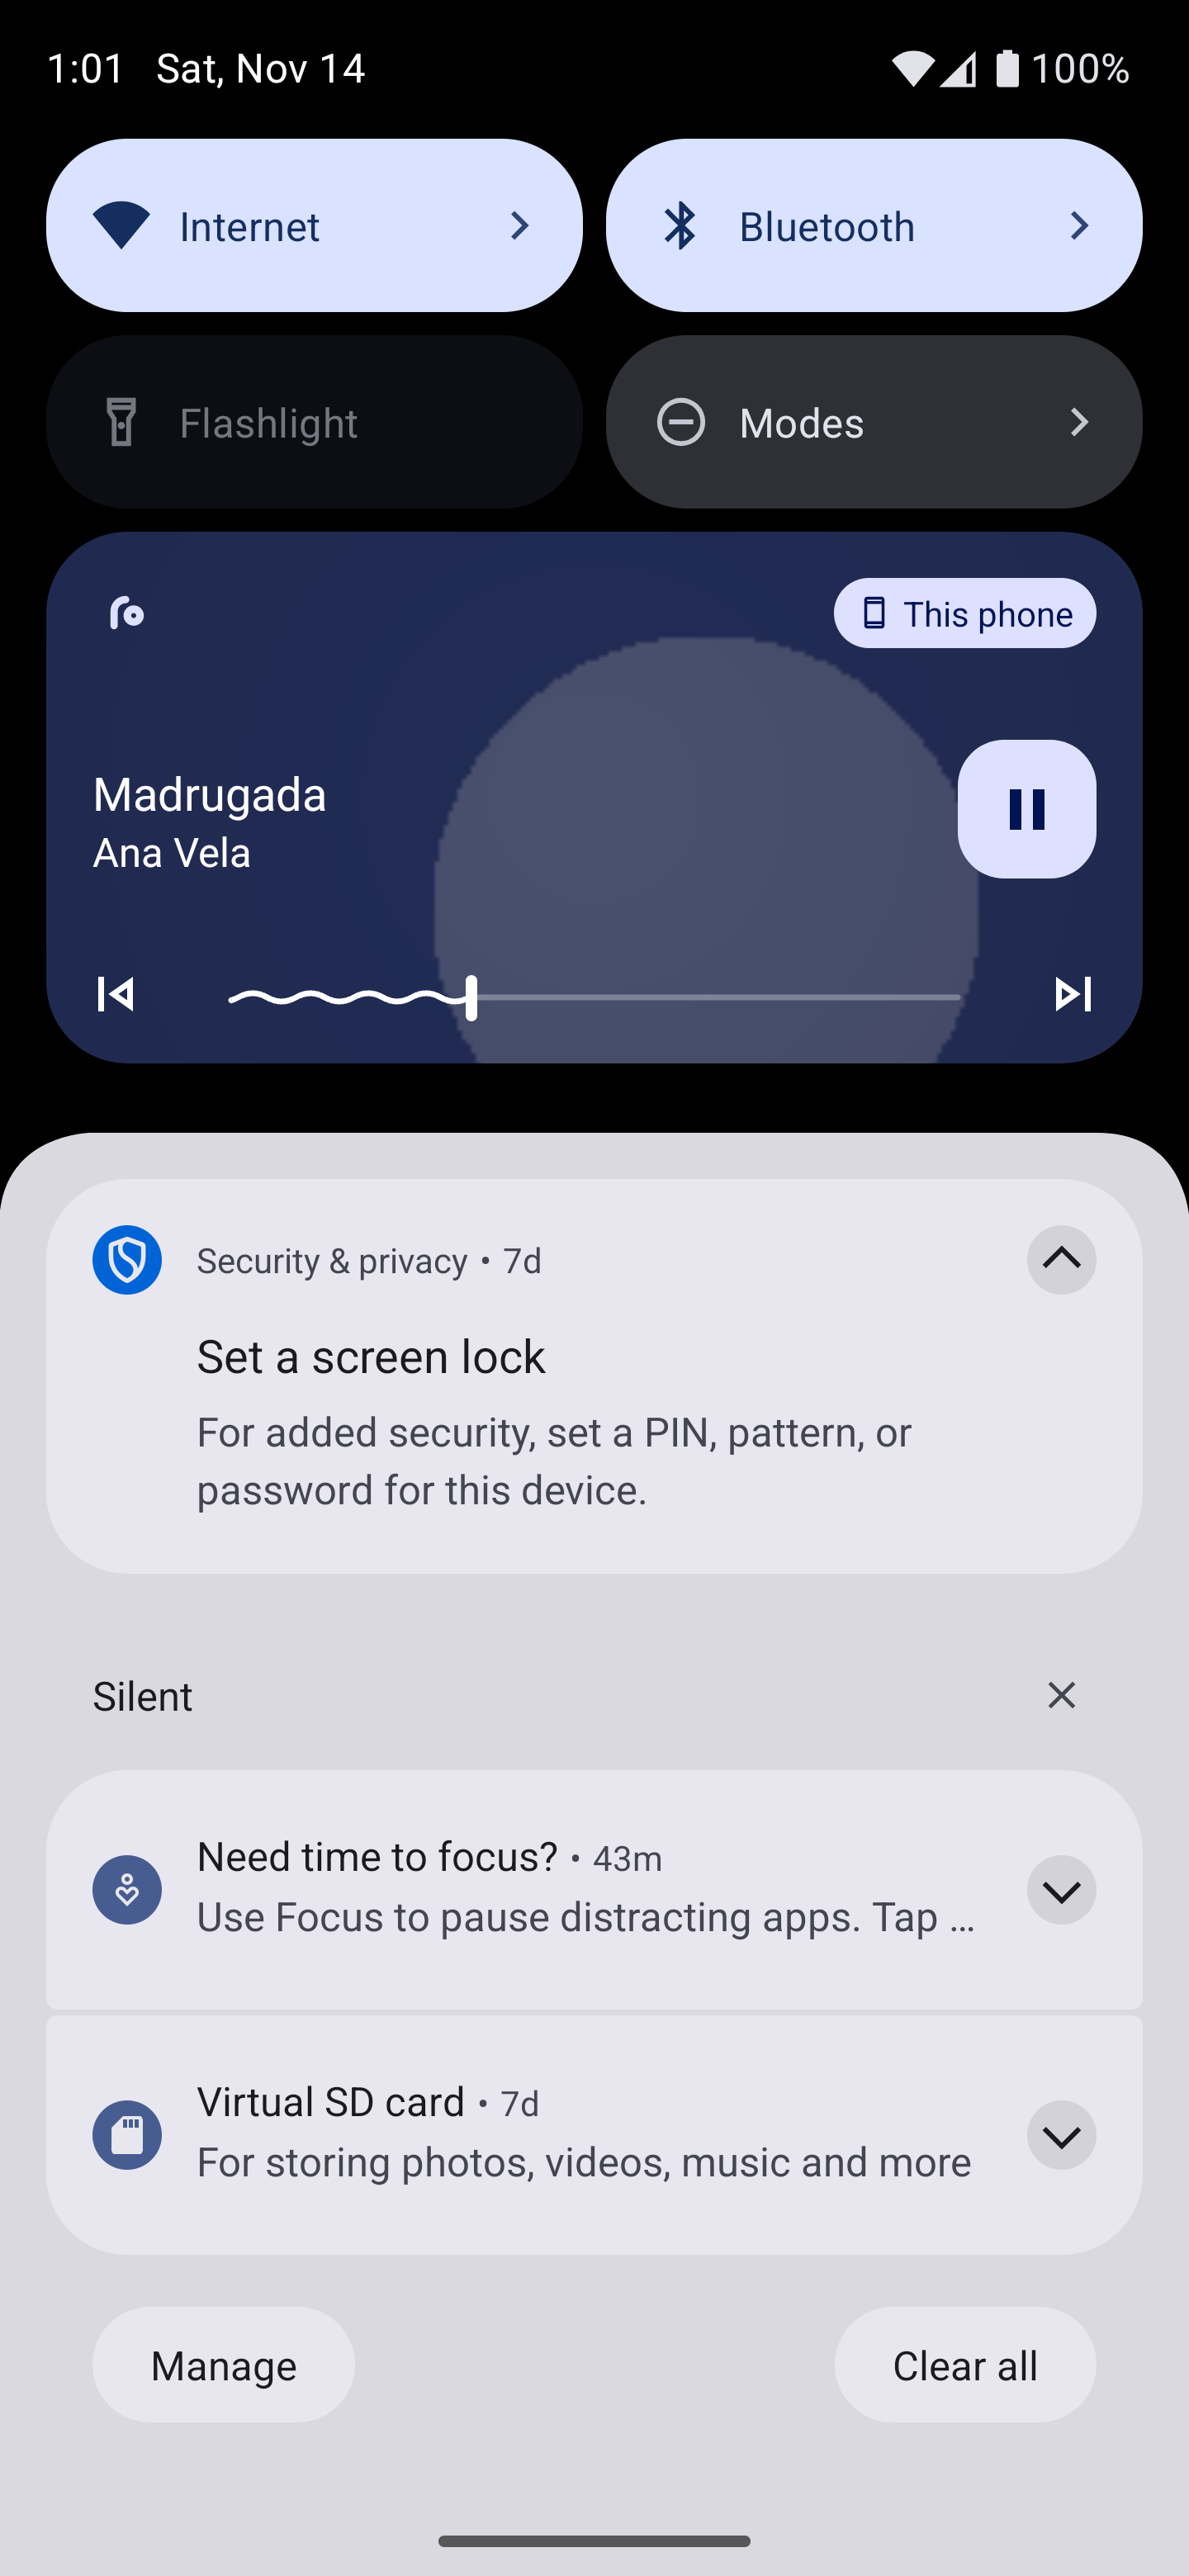 1:01 Sat, Nov 14 100%
Internet
Bluetooth
Flashlight
Modes
This phone
Madrugada
Ana Vela
Security & privacy • 7d
Set a screen lock
For added security, set a PIN, pattern, or
password for this device.
Silent
Need time to focus? • 43m
Use Focus to pause distracting apps. Tap …
Virtual SD card • 7d
For storing photos, videos, music and more
Manage
Clear all